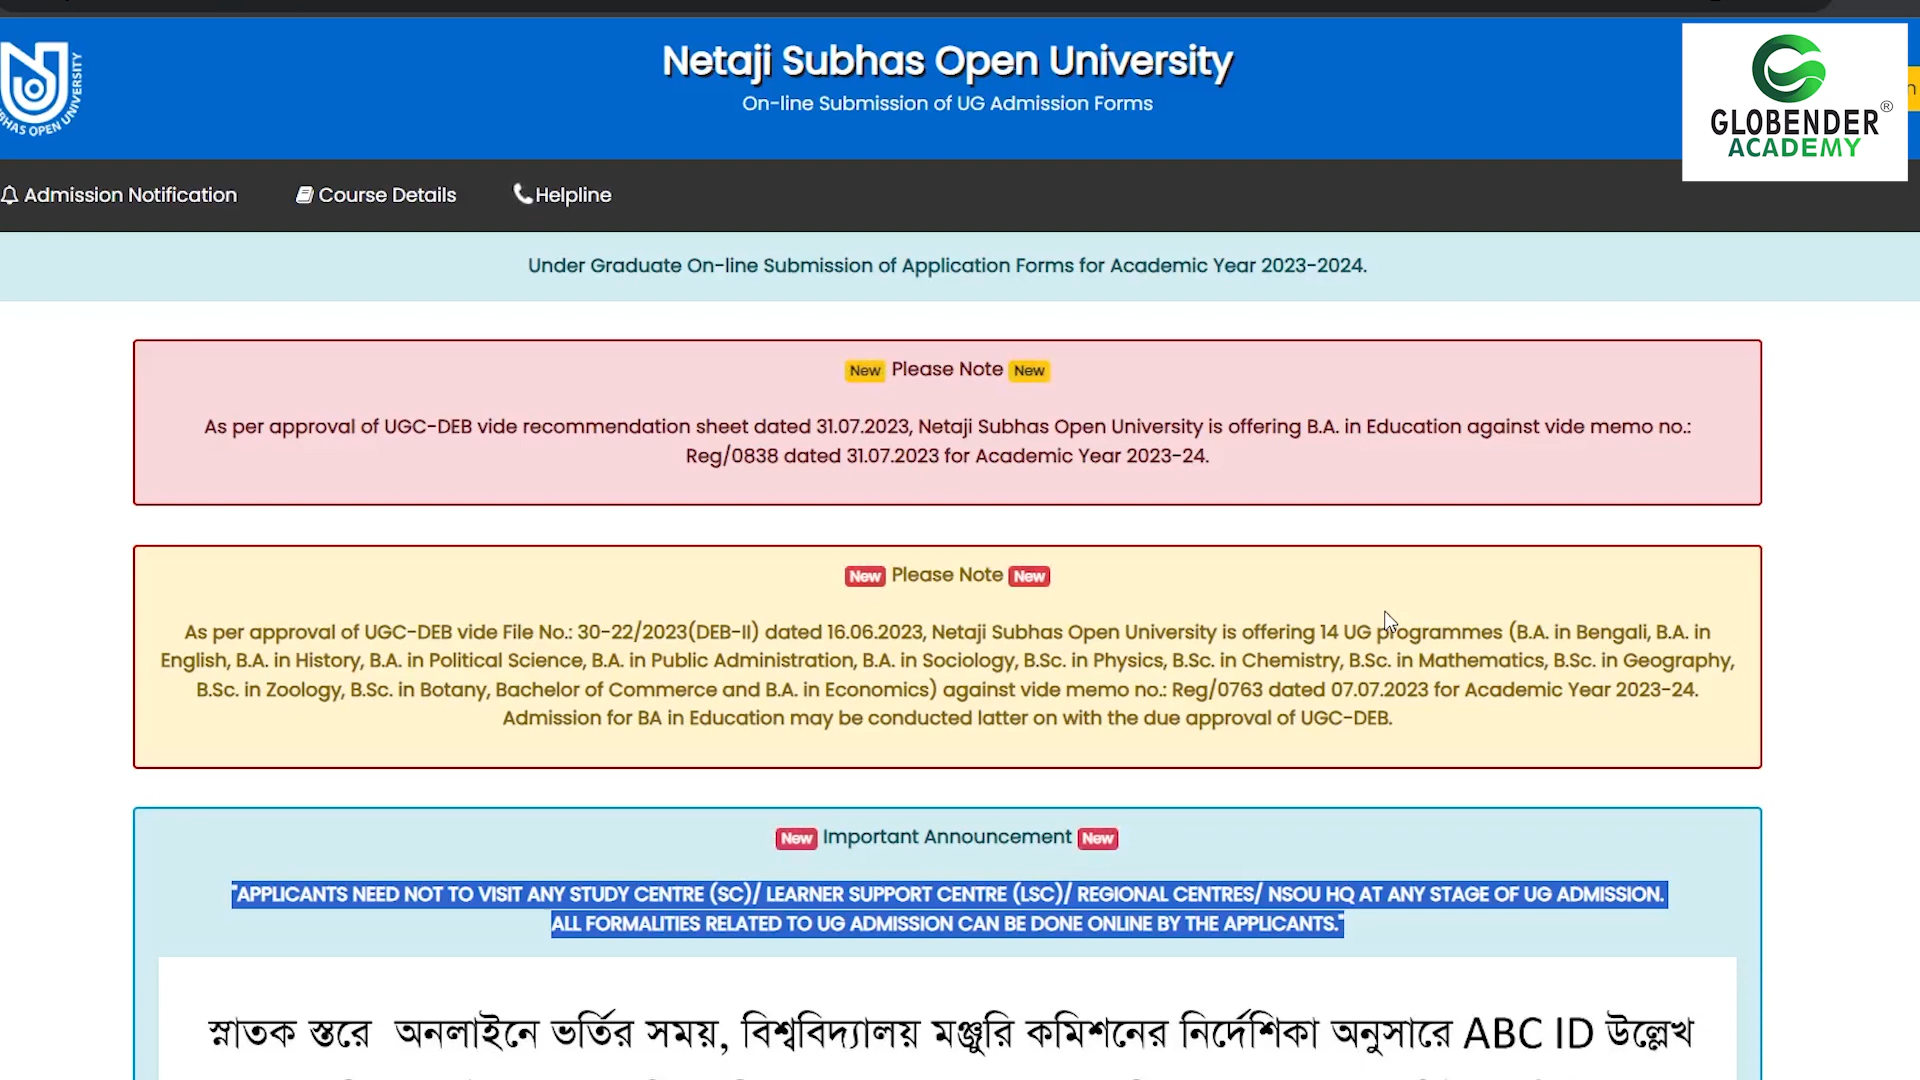 Netaji Subhas Open University
On-line Submission of UG Admission Forms
BHAS OPEN UNIVERSITY
GLOBENDER®
ACADEMY
Admission Notification Course Details Helpline
Under Graduate On-line Submission of Application Forms for Academic Year 2023-2024.
New Please Note New
As per approval of UGC-DEB vide recommendation sheet dated 31.07.2023, Netaji Subhas Open University is offering B.A. in Education against vide memo no.:
Reg/0838 dated 31.07.2023 for Academic Year 2023-24.
New Please Note New
As per approval of UGC-DEB vide File No.: 30-22/2023(DEB-II) dated 16.06.2023, Netaji Subhas Open University is offering 14 UG programmes (B.A. in Bengali, B.A. in
English, B.A. in History, B.A. in Political Science, B.A. in Public Administration, B.A. in Sociology, B.Sc. in Physics, B.Sc. in Chemistry, B.Sc. in Mathematics, B.Sc. in Geography,
B.Sc. in Zoology, B.Sc. in Botany, Bachelor of Commerce and B.A. in Economics) against vide memo no.: Reg/0763 dated 07.07.2023 for Academic Year 2023-24.
Admission for BA in Education may be conducted latter on with the due approval of UGC-DEB.
New Important Announcement New
"APPLICANTS NEED NOT TO VISIT ANY STUDY CENTRE (SC)/ LEARNER SUPPORT CENTRE (LSC)/ REGIONAL CENTRES/ NSOU HQ AT ANY STAGE OF UG ADMISSION.
ALL FORMALITIES RELATED TO UG ADMISSION CAN BE DONE ONLINE BY THE APPLICANTS."
স্নাতক স্তরে অনলাইনে ভর্তির সময়, বিশ্ববিদ্যালয় মঞ্জুরি কমিশনের নির্দেশিকা অনুসারে ABC ID উল্লেখ